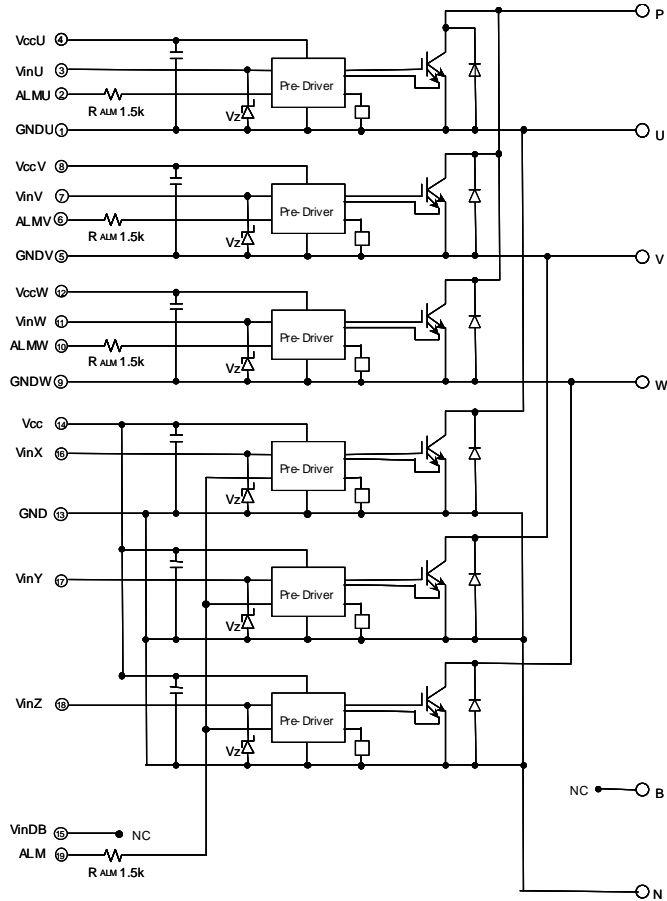 P
VccU ④
VinU ③
Pre-Driver
ALMU ②
R ALM 1.5k
Vz
GNDU ①
U
VccV ⑧
VinV ⑦
Pre-Driver
ALMV ⑥
R ALM 1.5k
Vz
GNDV ⑤
V
VccW ⑫
VinW ⑪
Pre-Driver
ALMW ⑩
R ALM 1.5k
Vz
GNDW ⑨
W
Vcc ⑭
VinX ⑯
Pre-Driver
Vz
GND ⑬
VinY ⑰
Pre-Driver
Vz
VinZ ⑱
Pre-Driver
Vz
NC
B
VinDB ⑮
NC
ALM ⑲
R ALM 1.5k
N